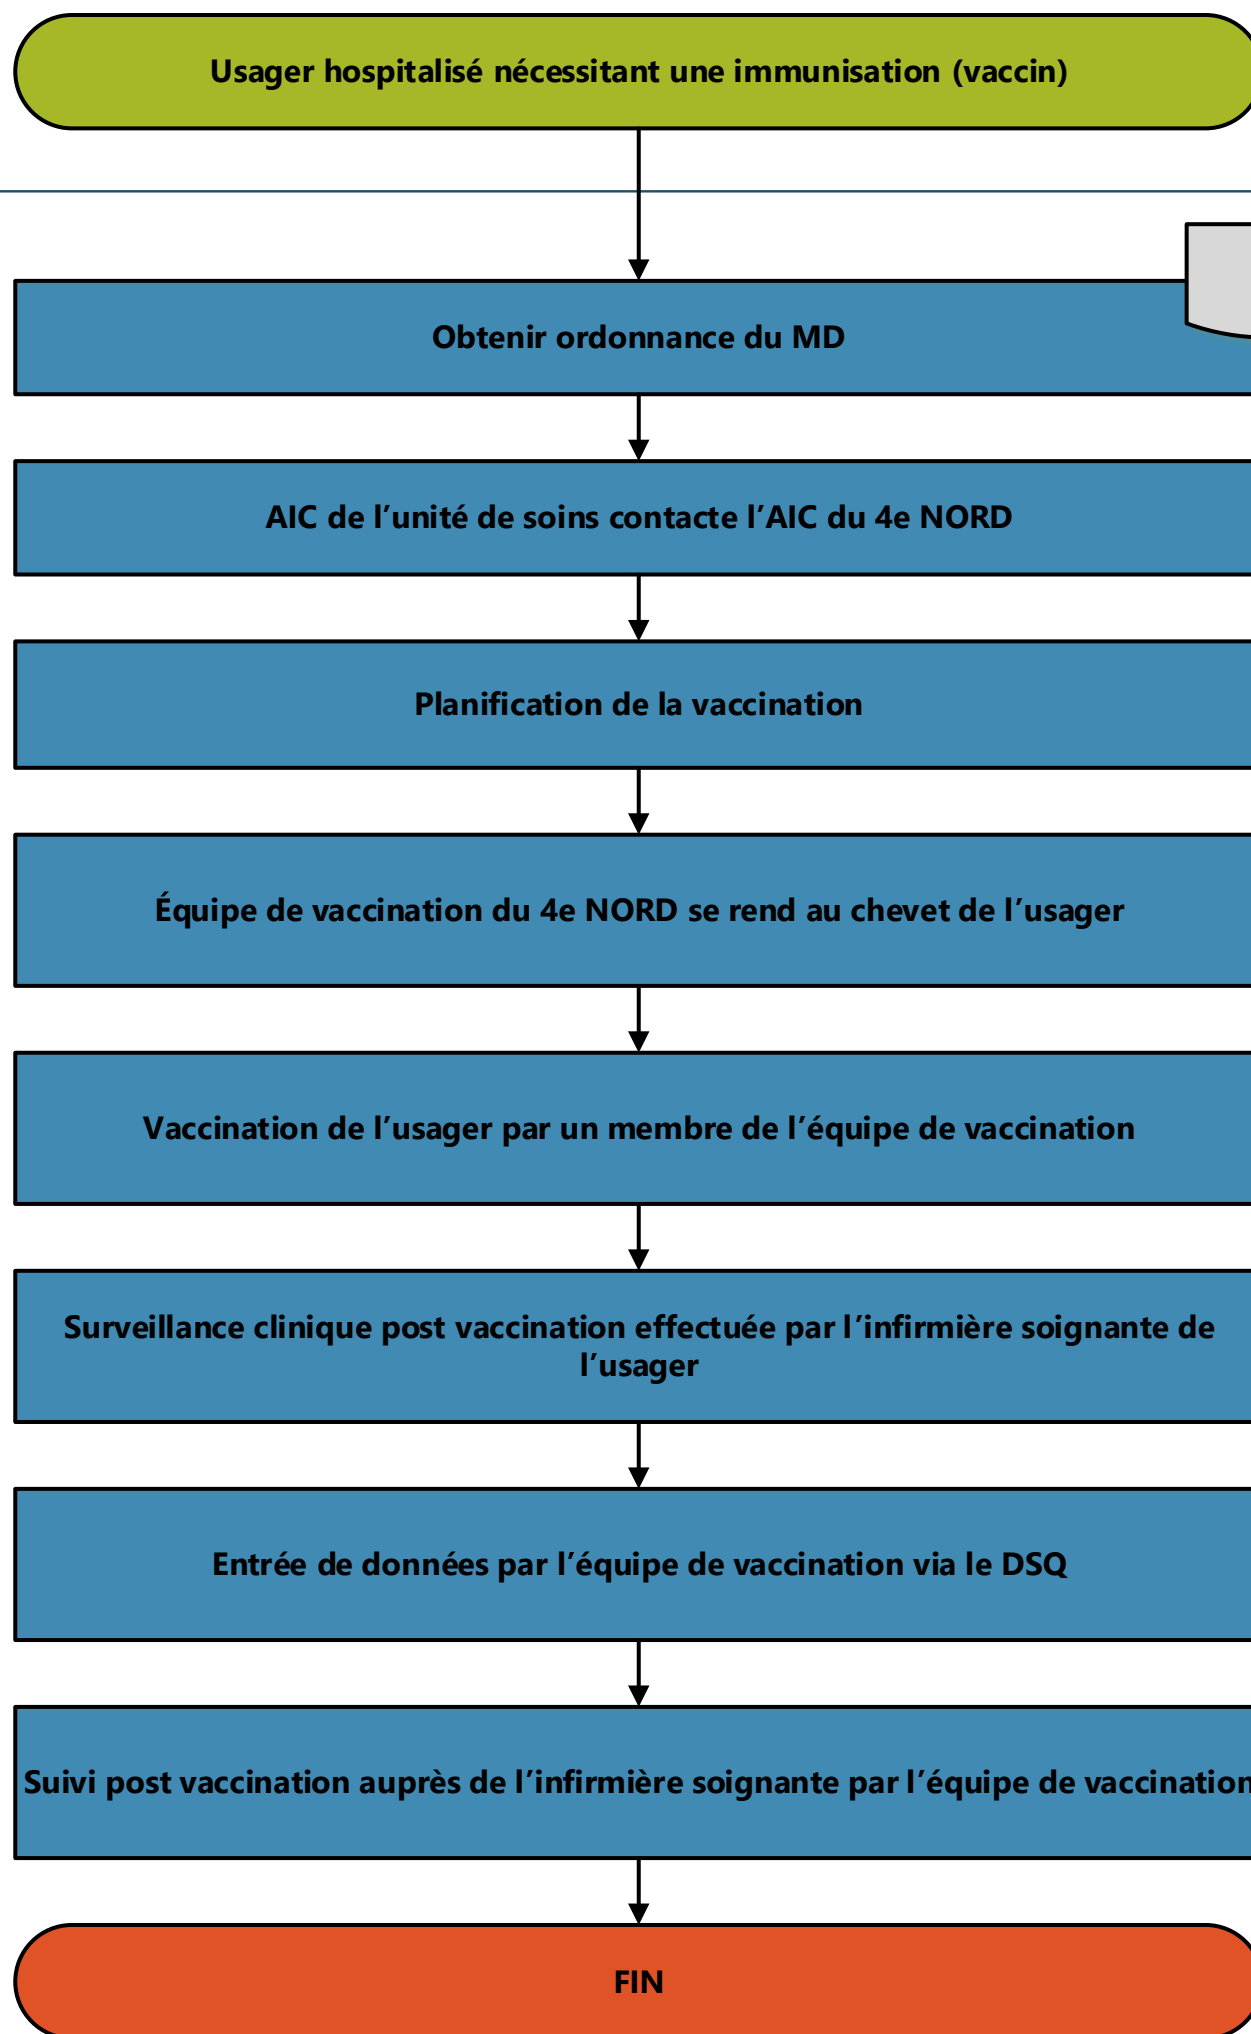 Usager hospitalisé nécessitant une immunisation (vaccin)
Obtenir ordonnance du MD
AIC de l’unité de soins contacte l’AIC du 4e NORD
Planification de la vaccination
Équipe de vaccination du 4e NORD se rend au chevet de l’usager
Vaccination de l’usager par un membre de l’équipe de vaccination
Surveillance clinique post vaccination effectuée par l’infirmière soignante de
l’usager
Entrée de données par l’équipe de vaccination via le DSQ
Suivi post vaccination auprès de l’infirmière soignante par l’équipe de vaccination
FIN